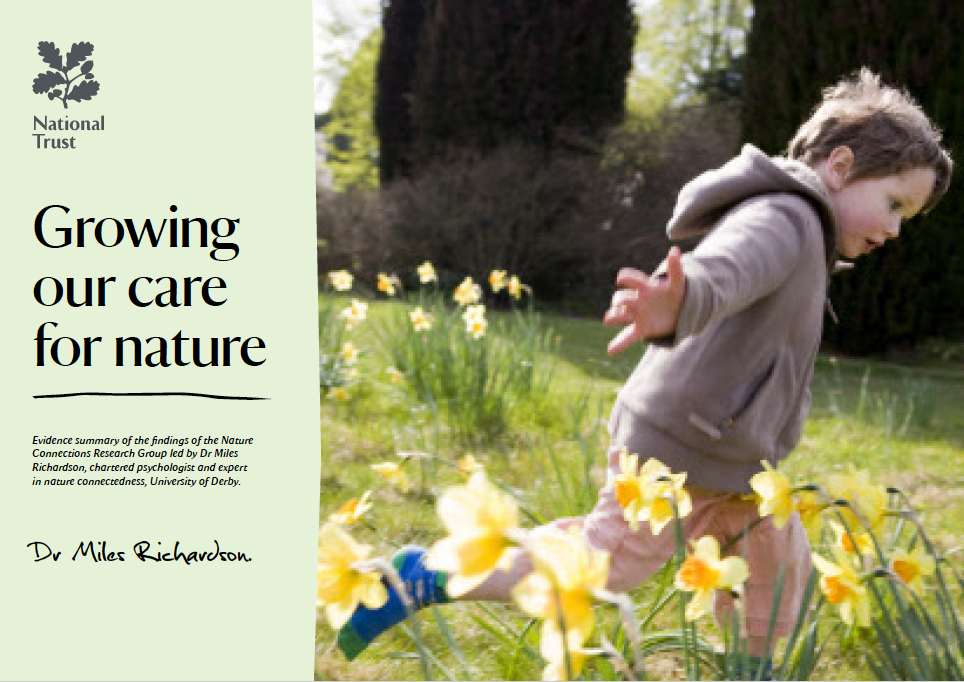 National
Trust
Growing
our care
for nature
Evidence summary of the findings of the Nature
Connections Research Group led by Dr Miles
Richardson, chartered psychologist and expert
in nature connectedness, University of Derby.
Dr Miles Richardson.